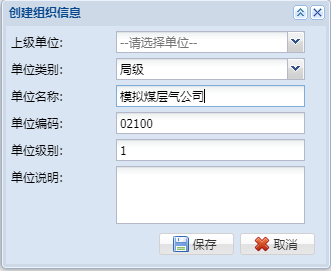 创建组织信息
上级单位: --请选择单位--
单位类别: 局级
单位名称: 模拟煤层气公司
单位编码: 02100
单位级别: 1
单位说明:
保存 取消